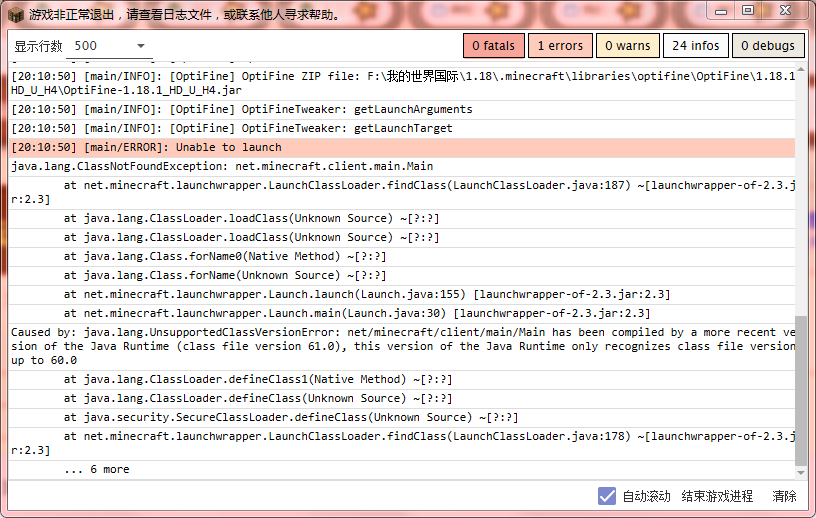 游戏非正常退出，请查看日志文件，或联系他人寻求帮助。
显示行数 500 0 fatals 1 errors 0 warns 24 infos 0 debugs
[20:10:50] [main/INFO]: [OptiFine] OptiFine ZIP file: F:\我的世界国际\1.18\.minecraft\libraries\optifine\OptiFine\1.18.1
HD_U_H4\OptiFine-1.18.1_HD_U_H4.jar
[20:10:50] [main/INFO]: [OptiFine] OptiFineTweaker: getLaunchArguments
[20:10:50] [main/INFO]: [OptiFine] OptiFineTweaker: getLaunchTarget
[20:10:50] [main/ERROR]: Unable to launch
java.lang.ClassNotFoundException: net.minecraft.client.main.Main
at net.minecraft.launchwrapper.LaunchClassLoader.findClass(LaunchClassLoader.java:187) ~[launchwrapper-of-2.3.j
r:2.3]
at java.lang.ClassLoader.loadClass(Unknown Source) ~[?:?]
at java.lang.ClassLoader.loadClass(Unknown Source) ~[?:?]
at java.lang.Class.forName0(Native Method) ~[?:?]
at java.lang.Class.forName(Unknown Source) ~[?:?]
at net.minecraft.launchwrapper.Launch.launch(Launch.java:155) [launchwrapper-of-2.3.jar:2.3]
at net.minecraft.launchwrapper.Launch.main(Launch.java:30) [launchwrapper-of-2.3.jar:2.3]
Caused by: java.lang.UnsupportedClassVersionError: net/minecraft/client/main/Main has been compiled by a more recent ve
sion of the Java Runtime (class file version 61.0), this version of the Java Runtime only recognizes class file version
up to 60.0
at java.lang.ClassLoader.defineClass1(Native Method) ~[?:?]
at java.lang.ClassLoader.defineClass(Unknown Source) ~[?:?]
at java.security.SecureClassLoader.defineClass(Unknown Source) ~[?:?]
at net.minecraft.launchwrapper.LaunchClassLoader.findClass(LaunchClassLoader.java:178) ~[launchwrapper-of-2.3.j
r:2.3]
... 6 more
自动滚动 结束游戏进程 清除